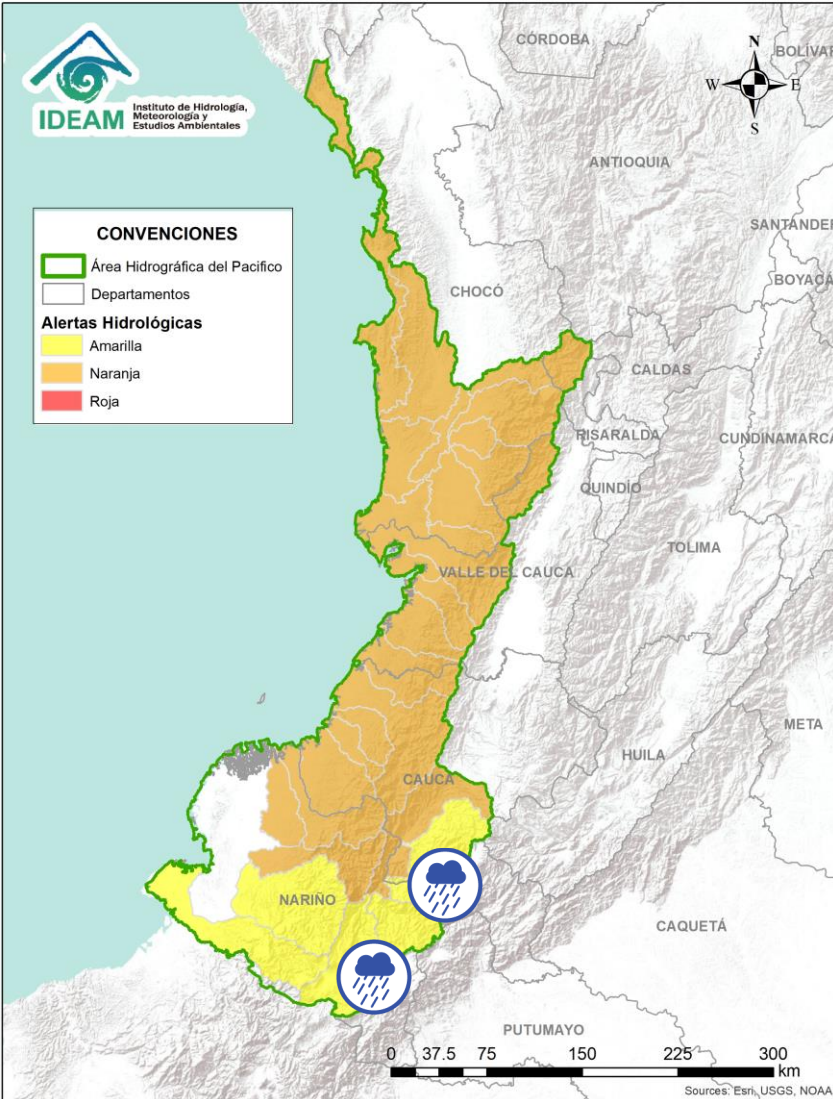 IDEAM
Instituto de Hidrología,
Meteorología y
Estudios Ambientales
CÓRDOBA
BOLÍVAR
N
W
E
S
ANTIOQUIA
SANTANDER
BOYACÁ
CONVENCIONES
Área Hidrográfica del Pacifico
Departamentos
Alertas Hidrológicas
Amarilla
Naranja
Roja
CHOCÓ
CALDAS
RISARALDA
CUNDINAMARCA
QUINDÍO
TOLIMA
VALLE DEL CAUCA
META
HUILA
CAUCA
NARIÑO
CAQUETÁ
PUTUMAYO
0 37.5 75 150 225 300
km
Sources: Esri, USGS, NOAA